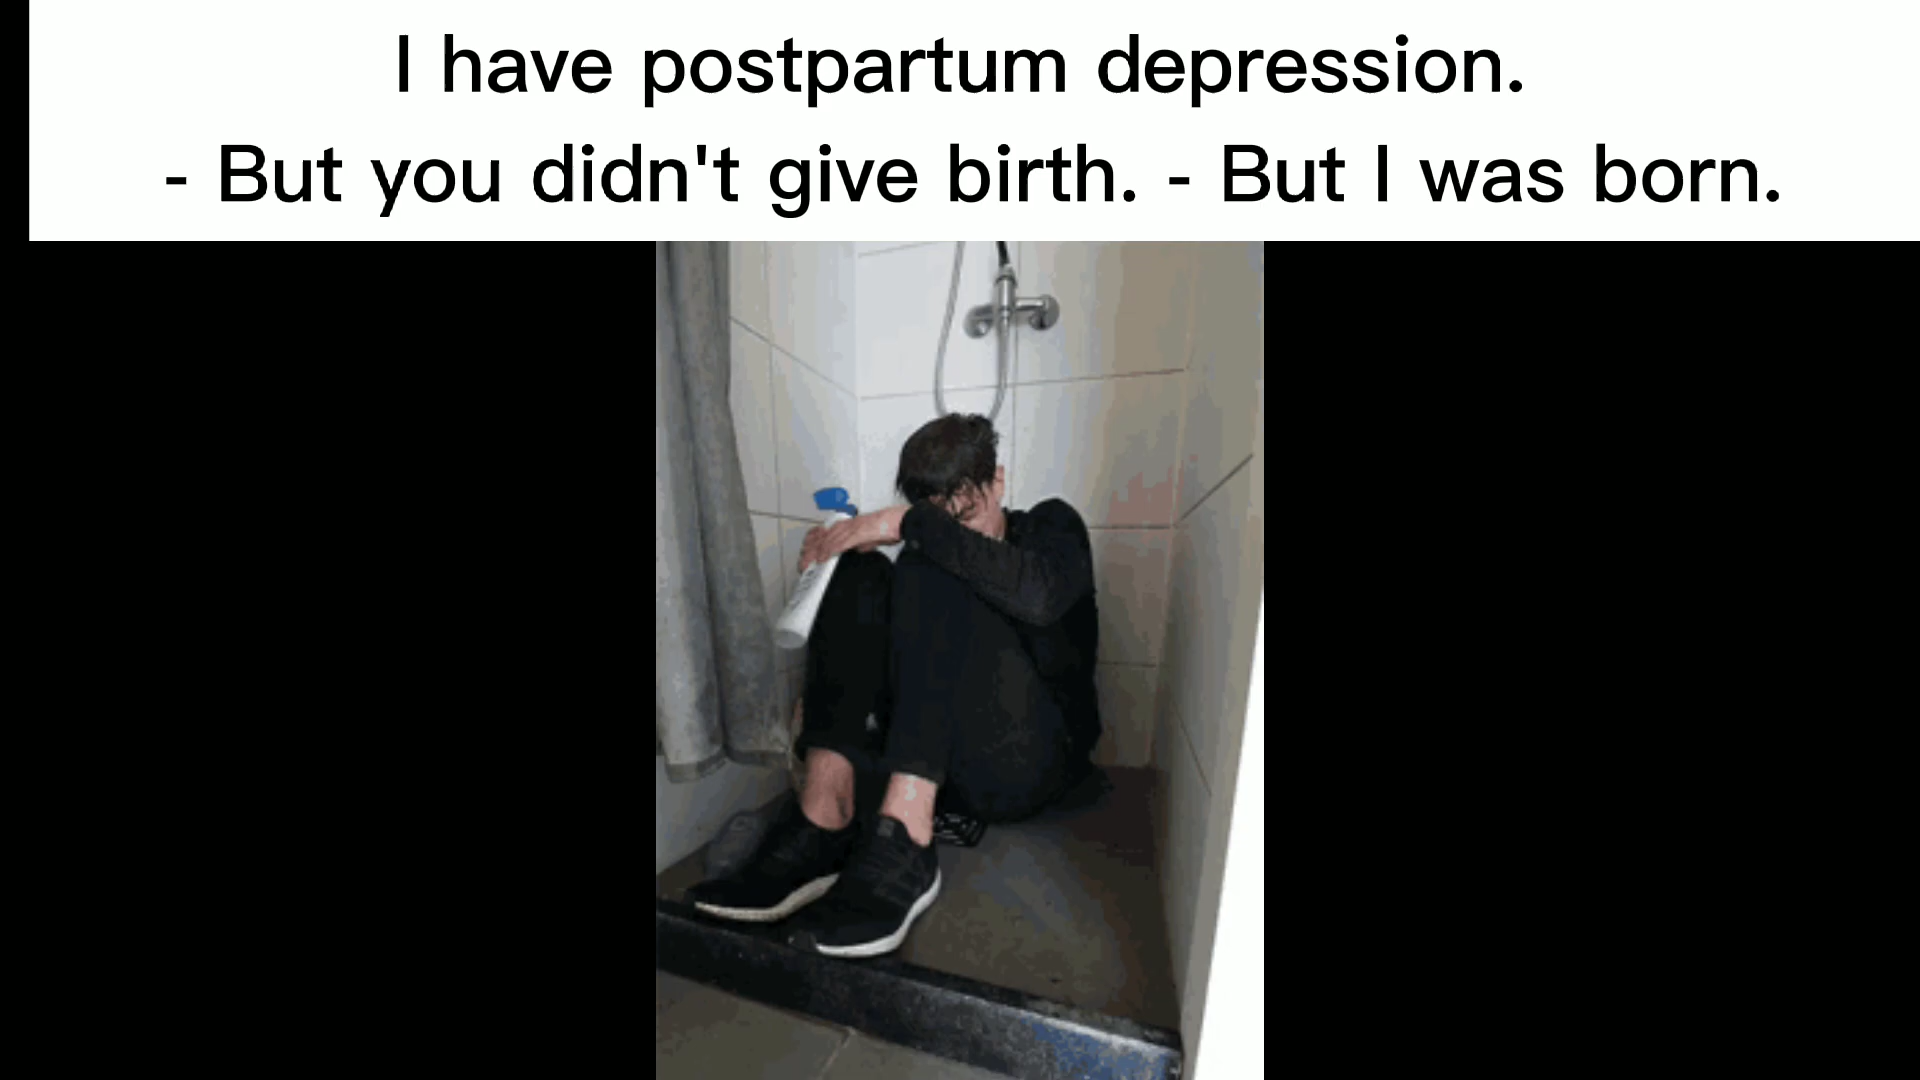 I have postpartum depression.
- But you didn't give birth. - But I was born.